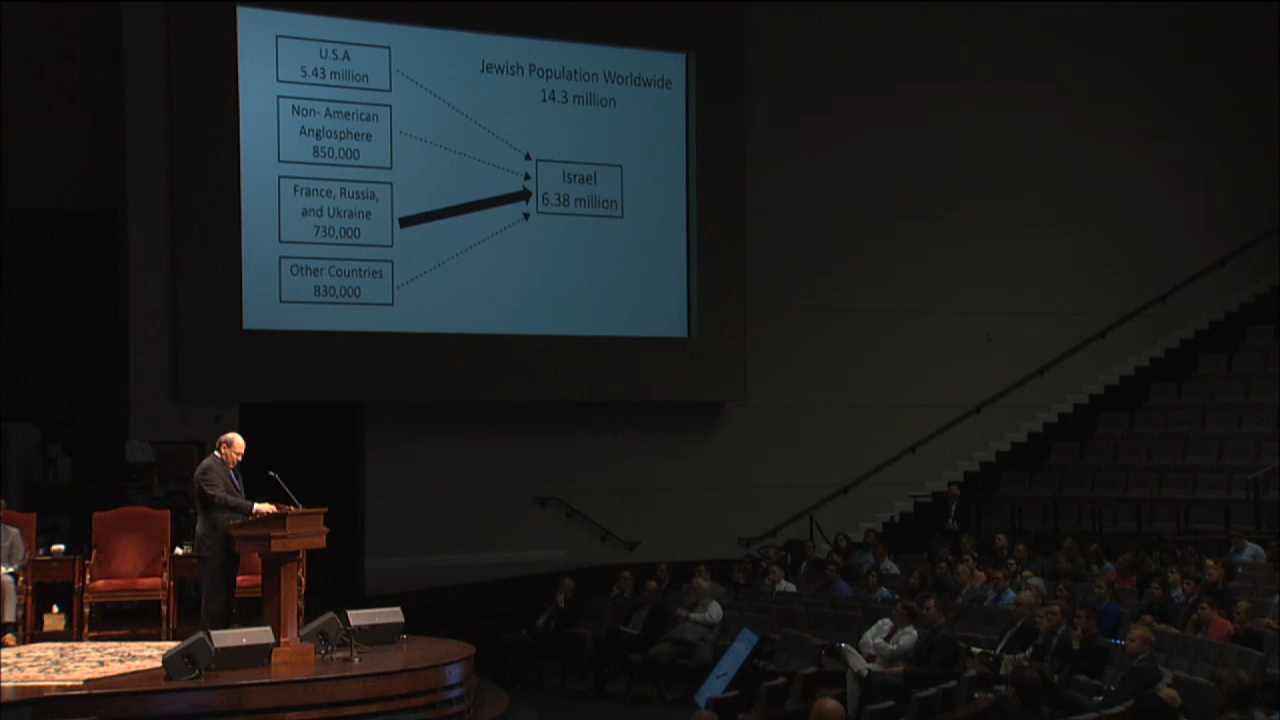 U.S.A
5.43 million
Non- American
Anglosphere
850,000
France, Russia,
and Ukraine
730,000
Other Countries
830,000
Jewish Population Worldwide
14.3 million
Israel
6.38 million